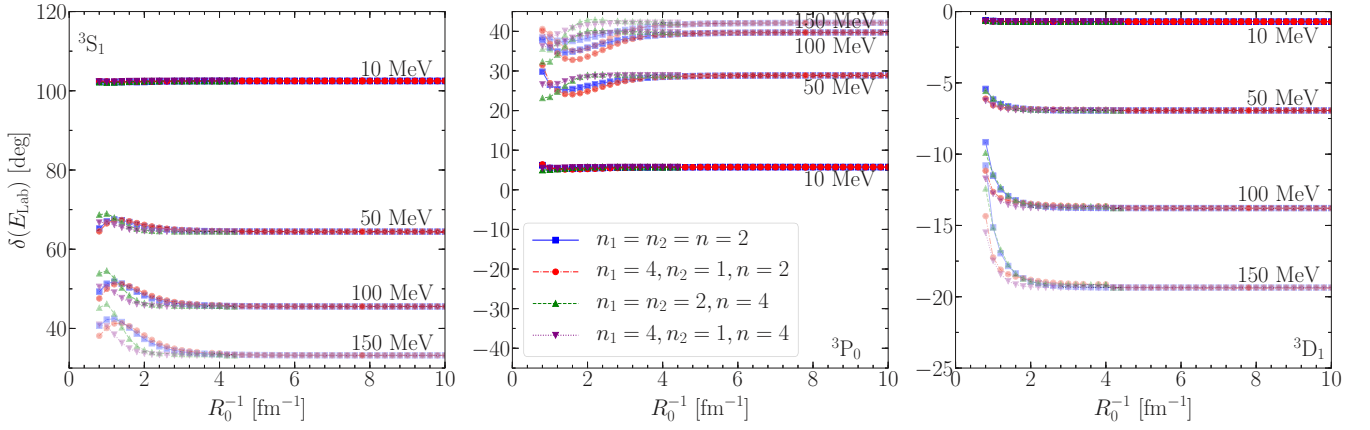 δ(E_Lab) [deg]
120
110
100
90
80
70
60
50
40
³S₁
10 MeV
50 MeV
100 MeV
150 MeV
0 2 4 6 8 10
R₀⁻¹ [fm⁻¹]
40
30
20
10
0
−10
−20
−30
−40
150 MeV
100 MeV
50 MeV
10 MeV
n₁ = n₂ = n = 2
n₁ = 4, n₂ = 1, n = 2
n₁ = n₂ = 2, n = 4
n₁ = 4, n₂ = 1, n = 4
³P₀
0 2 4 6 8 10
R₀⁻¹ [fm⁻¹]
0
−5
−10
−15
−20
−25
10 MeV
50 MeV
100 MeV
150 MeV
³D₁
0 2 4 6 8 10
R₀⁻¹ [fm⁻¹]